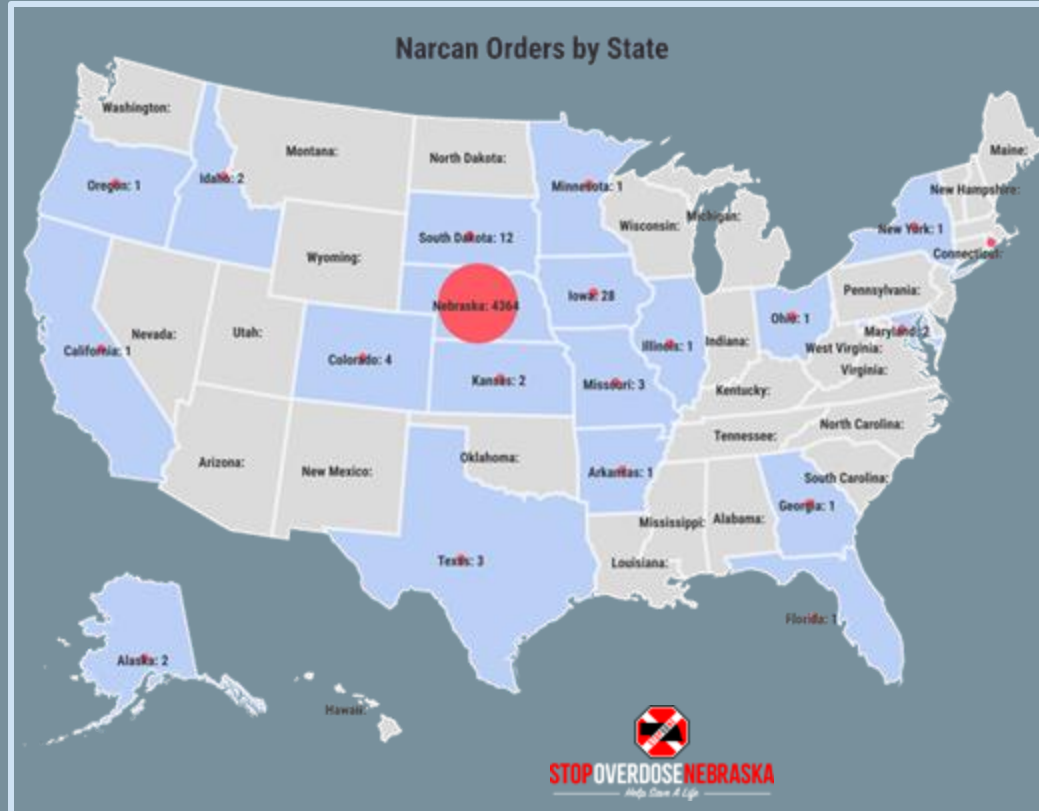 Narcan Orders by State
Washington:
Montana:
North Dakota:
Maine:
Oregon: 1
Idaho: 2
Minnesota: 1
New Hampshire:
Wisconsin:
Michigan:
South Dakota: 12
New York: 1
Connecticut:
Wyoming:
Nebraska: 4364
Iowa: 28
Pennsylvania:
Nevada:
Utah:
Ohio: 1
Maryland: 2
California: 1
Colorado: 4
Illinois: 1
Indiana:
West Virginia:
Virginia:
Kansas: 2
Missouri: 3
Kentucky:
Tennessee:
North Carolina:
Arizona:
New Mexico:
Oklahoma:
Arkansas: 1
South Carolina:
Georgia: 1
Mississippi:
Alabama:
Louisiana:
Texas: 3
Florida: 1
Alaska: 2
Hawaii:
STOPOVERDOSENEBRASKA
Help Save A Life